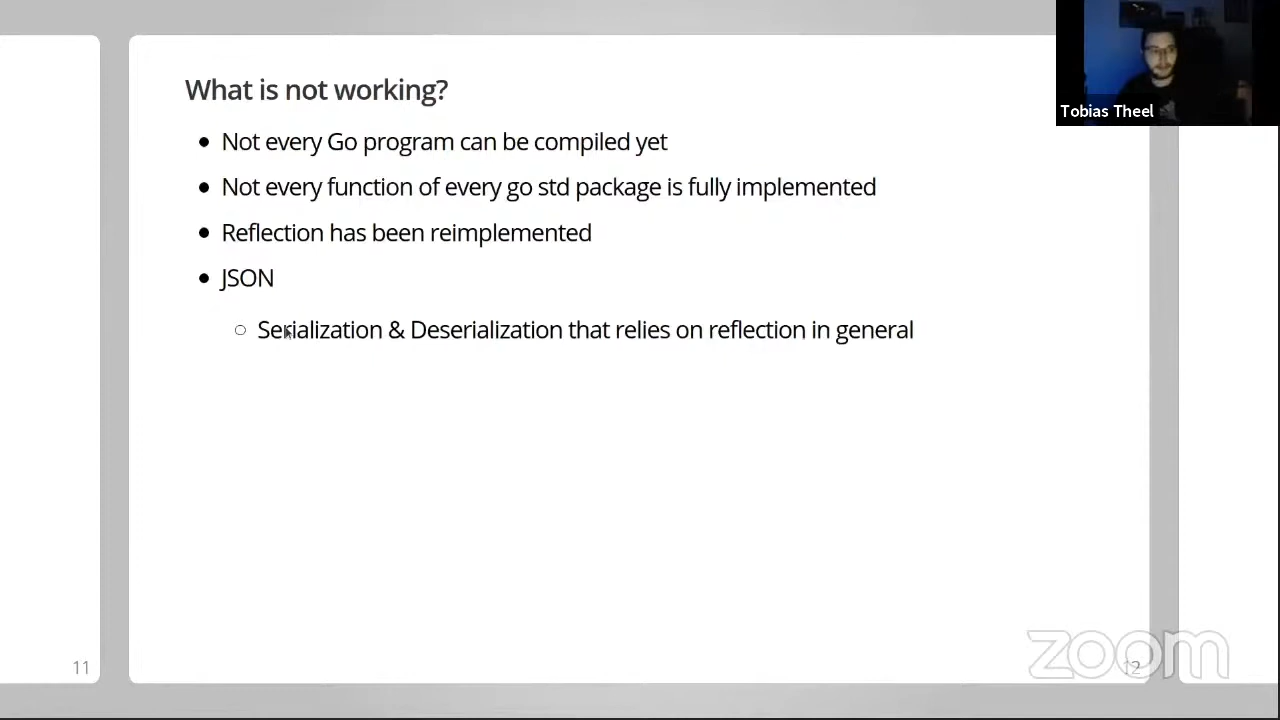 What is not working?
Not every Go program can be compiled yet
Not every function of every go std package is fully implemented
Reflection has been reimplemented
JSON
Serialization & Deserialization that relies on reflection in general
Tobias Theel
11
12
zoom